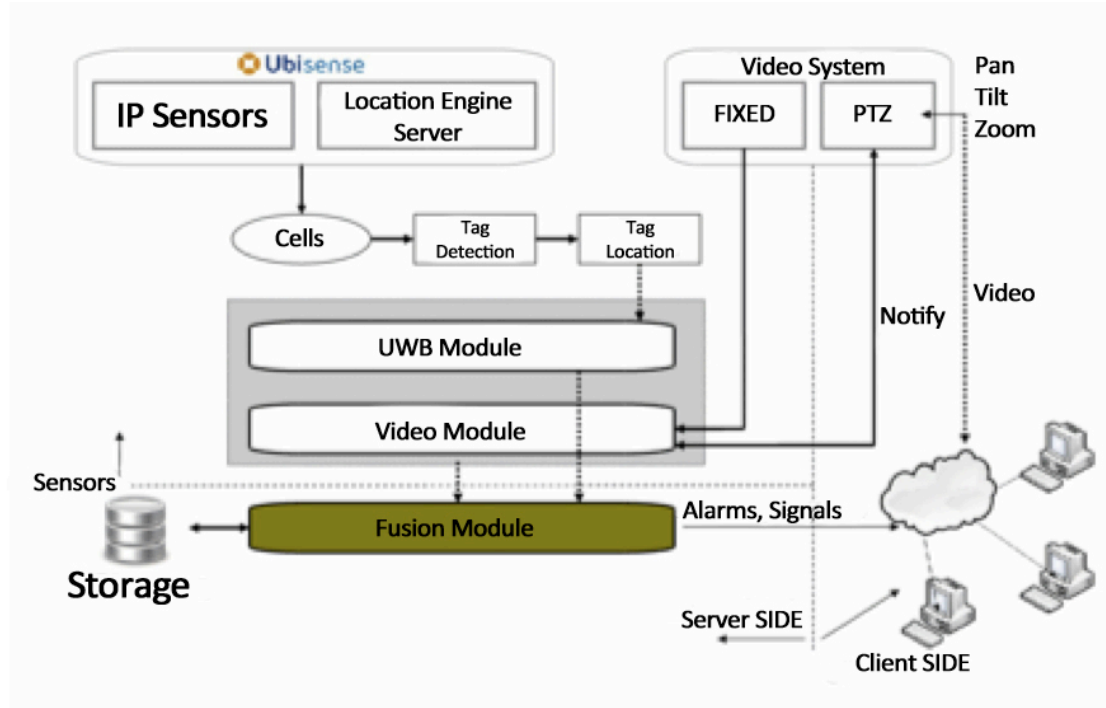 Ubisense
IP Sensors
Location Engine
Server
Video System
FIXED
PTZ
Pan
Tilt
Zoom
Cells
Tag
Detection
Tag
Location
Video
Notify
UWB Module
Video Module
Sensors
Fusion Module
Alarms, Signals
Storage
Server SIDE
Client SIDE